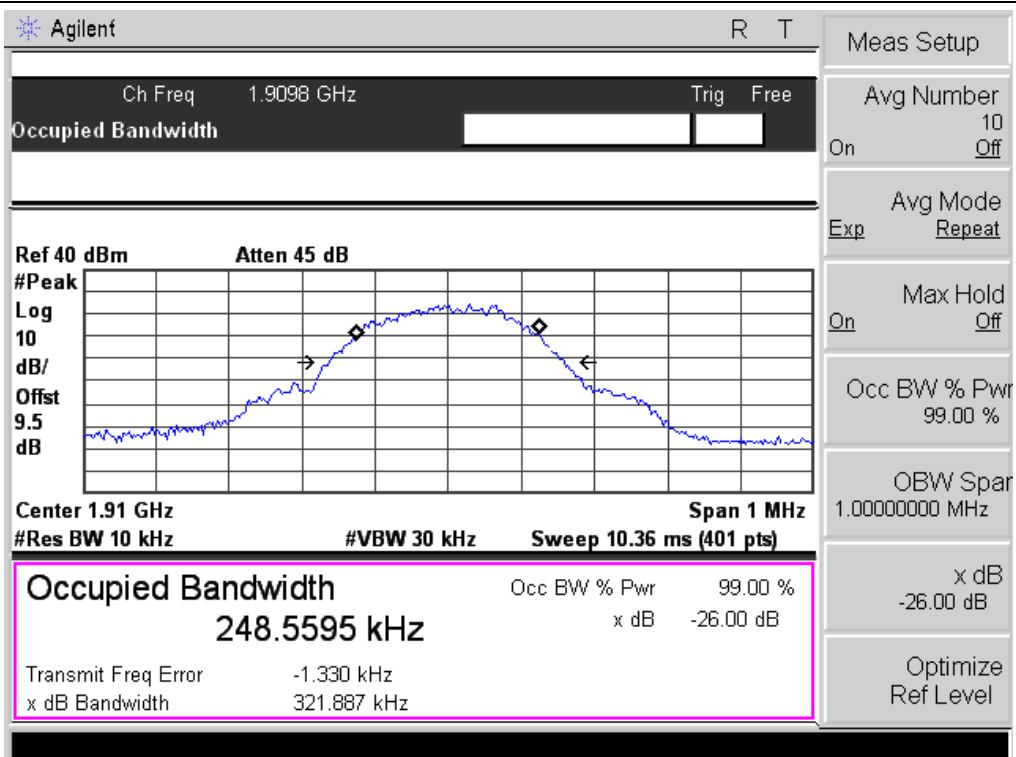 Agilent R T
Ch Freq 1.9098 GHz Trig Free
Occupied Bandwidth
Ref 40 dBm Atten 45 dB
#Peak
Log
10
dB/
Offst
9.5
dB
Center 1.91 GHz Span 1 MHz
#Res BW 10 kHz #VBW 30 kHz Sweep 10.36 ms (401 pts)
Occupied Bandwidth Occ BW % Pwr 99.00 %
248.5595 kHz x dB -26.00 dB
Transmit Freq Error -1.330 kHz
x dB Bandwidth 321.887 kHz
Meas Setup
Avg Number
10
On Off
Avg Mode
Exp Repeat
Max Hold
On Off
Occ BW % Pwr
99.00 %
OBW Span
1.00000000 MHz
x dB
-26.00 dB
Optimize
Ref Level